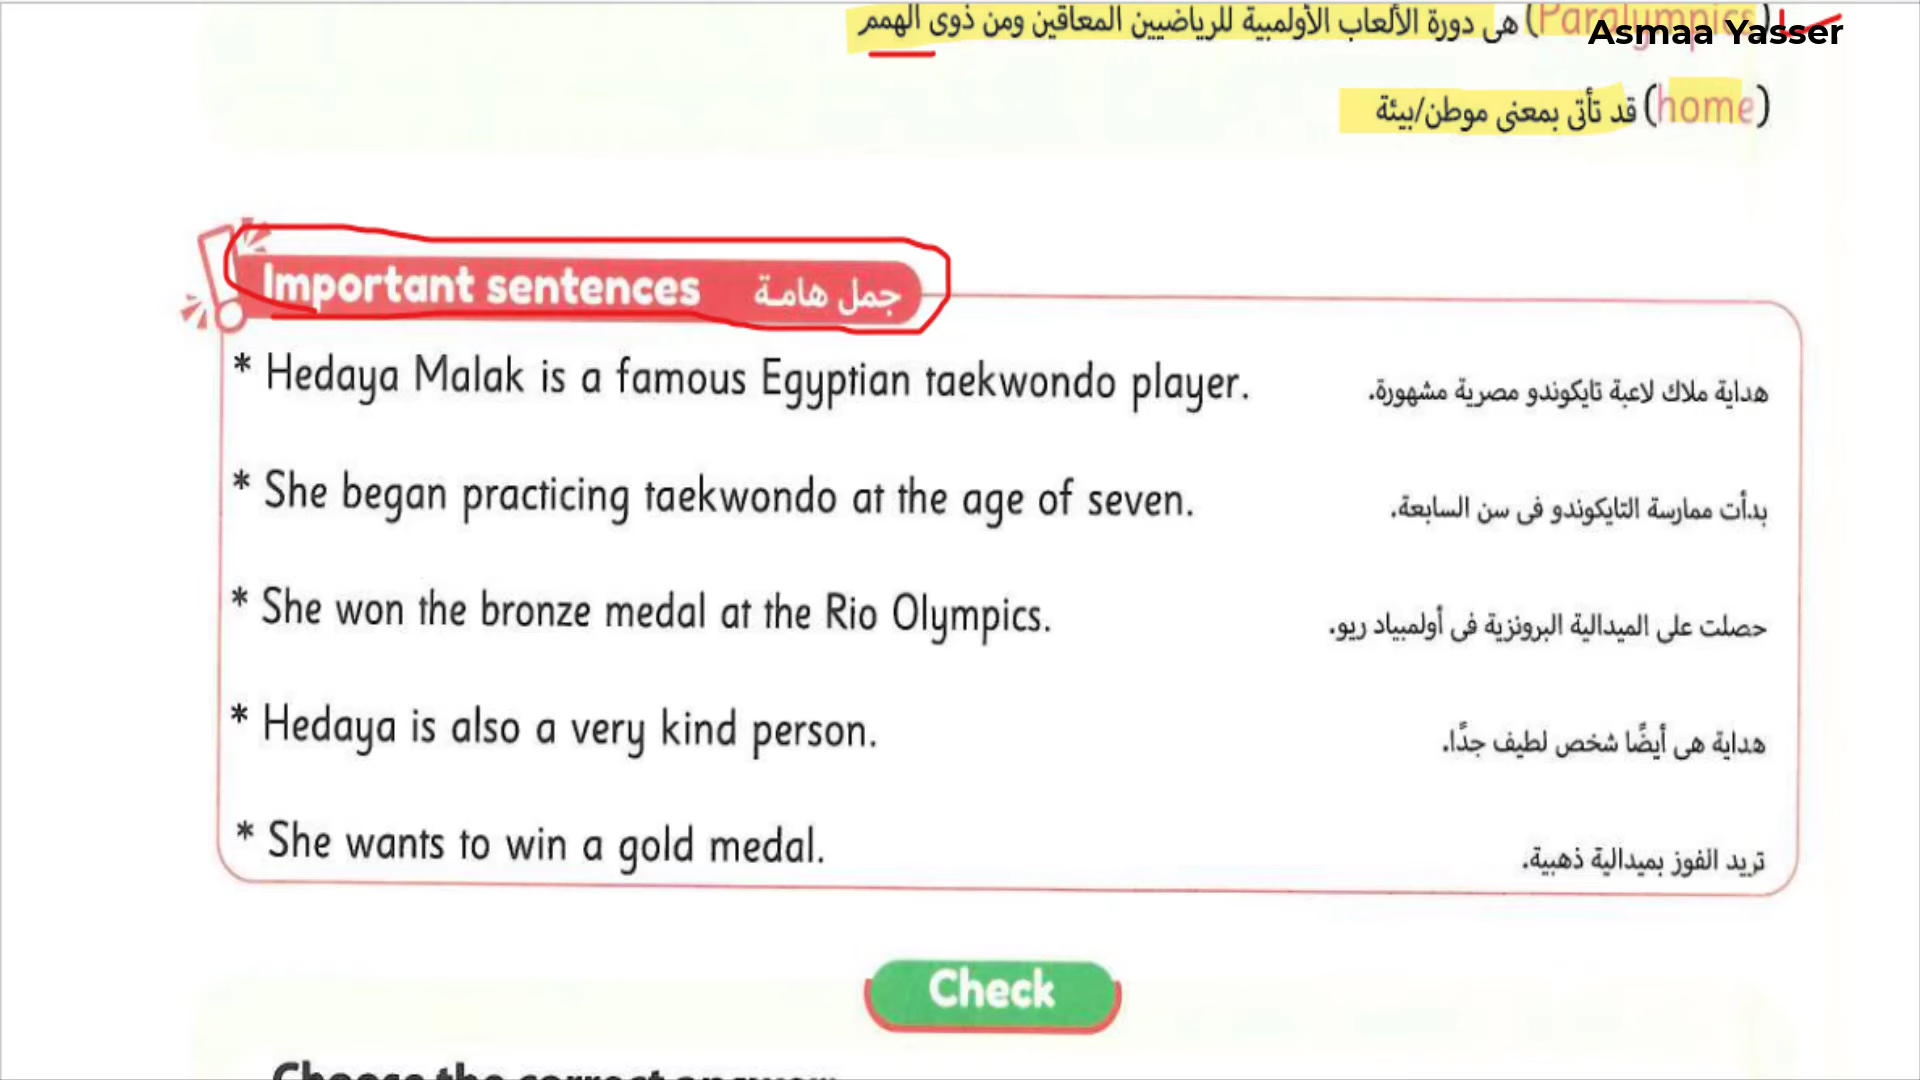 (Paralympics) هى دورة الألعاب الأولمبية للرياضيين المعاقين ومن ذوى الهمم
Asmaa Yasser
(home) قد تأتى بمعنى موطن/بيئة
Important sentences جمل هامة
* Hedaya Malak is a famous Egyptian taekwondo player. هداية ملاك لاعبة تايكوندو مصرية مشهورة.
* She began practicing taekwondo at the age of seven. بدأت ممارسة التايكوندو فى سن السابعة.
* She won the bronze medal at the Rio Olympics. حصلت على الميدالية البرونزية فى أولمبياد ريو.
* Hedaya is also a very kind person. هداية هى أيضًا شخص لطيف جدًّا.
* She wants to win a gold medal. تريد الفوز بميدالية ذهبية.
Check
Choose the correct answer: